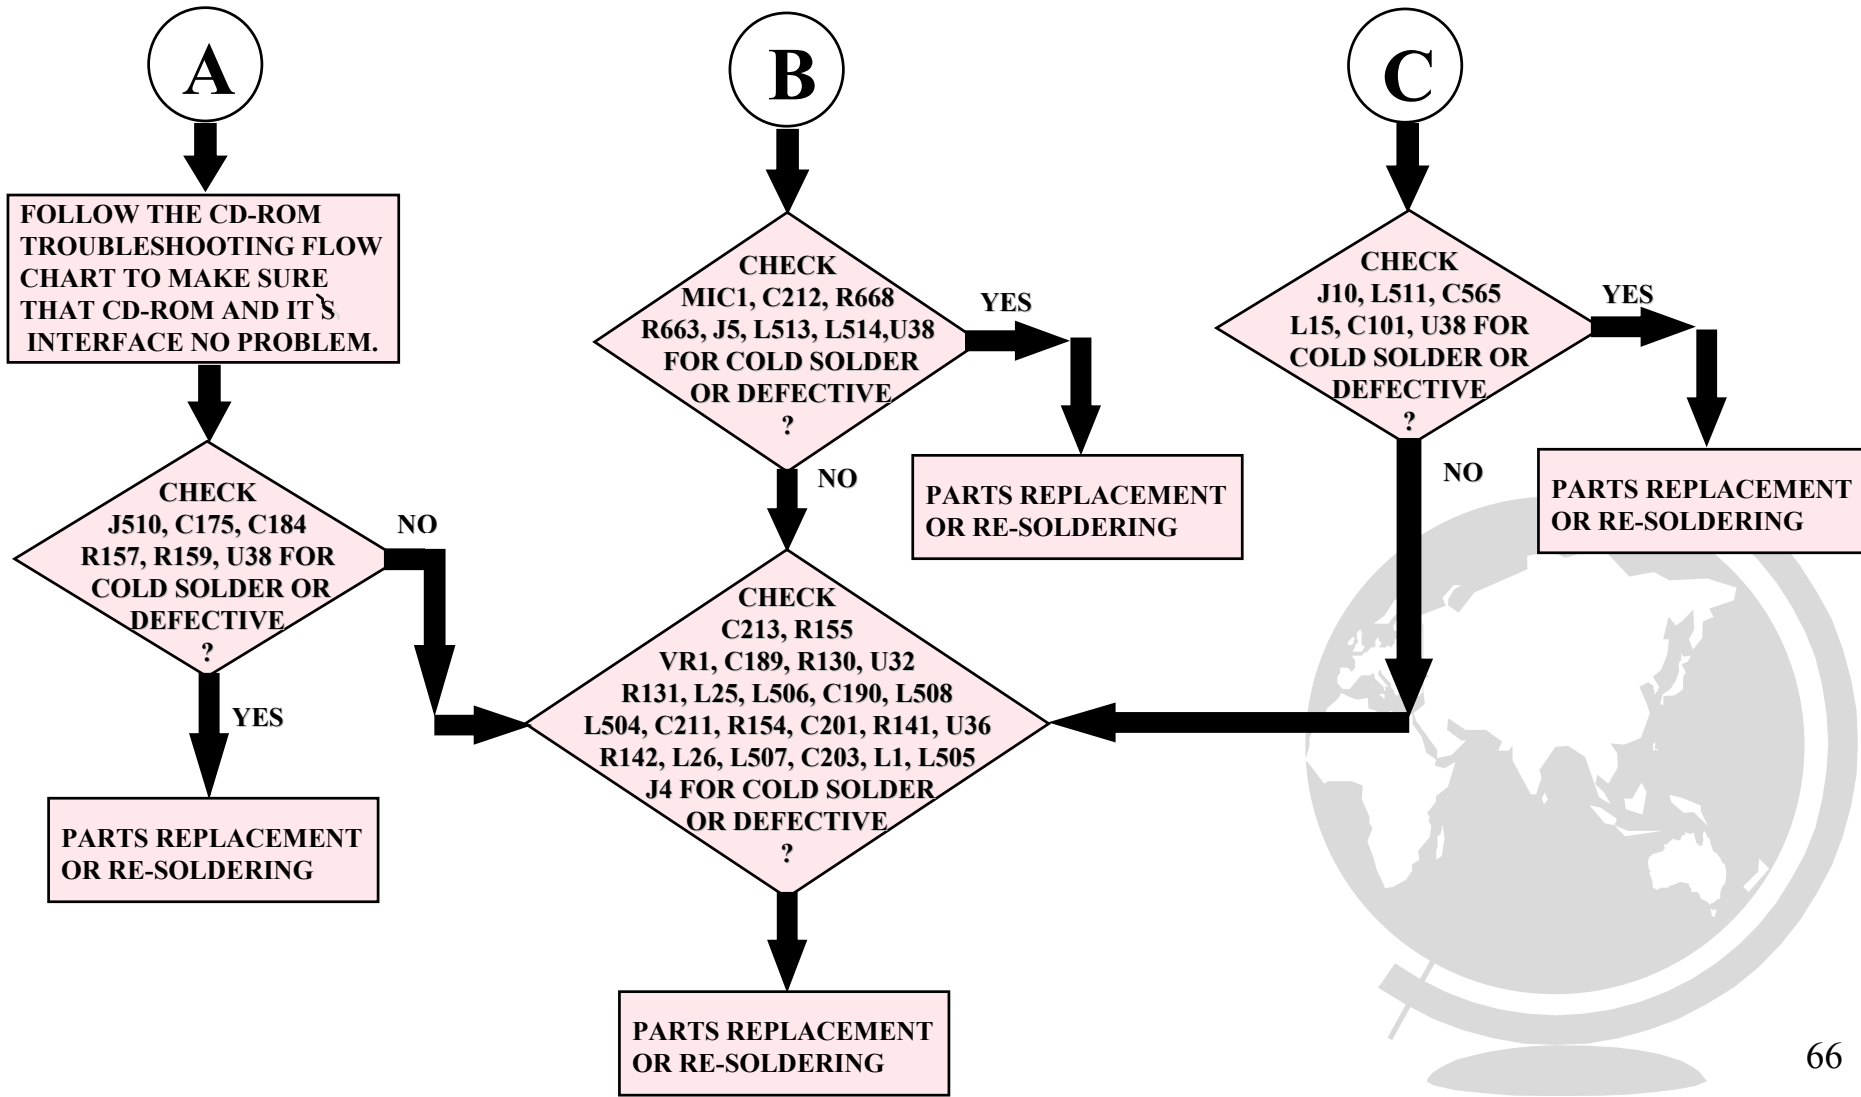 A
FOLLOW THE CD-ROM
TROUBLESHOOTING FLOW
CHART TO MAKE SURE
THAT CD-ROM AND IT`S
INTERFACE NO PROBLEM.
CHECK
J510, C175, C184
R157, R159, U38 FOR
COLD SOLDER OR
DEFECTIVE
?
NO
YES
PARTS REPLACEMENT
OR RE-SOLDERING
B
CHECK
MIC1, C212, R668
R663, J5, L513, L514,U38
FOR COLD SOLDER
OR DEFECTIVE
?
YES
PARTS REPLACEMENT
OR RE-SOLDERING
NO
CHECK
C213, R155
VR1, C189, R130, U32
R131, L25, L506, C190, L508
L504, C211, R154, C201, R141, U36
R142, L26, L507, C203, L1, L505
J4 FOR COLD SOLDER
OR DEFECTIVE
?
PARTS REPLACEMENT
OR RE-SOLDERING
C
CHECK
J10, L511, C565
L15, C101, U38 FOR
COLD SOLDER OR
DEFECTIVE
?
YES
PARTS REPLACEMENT
OR RE-SOLDERING
NO
66